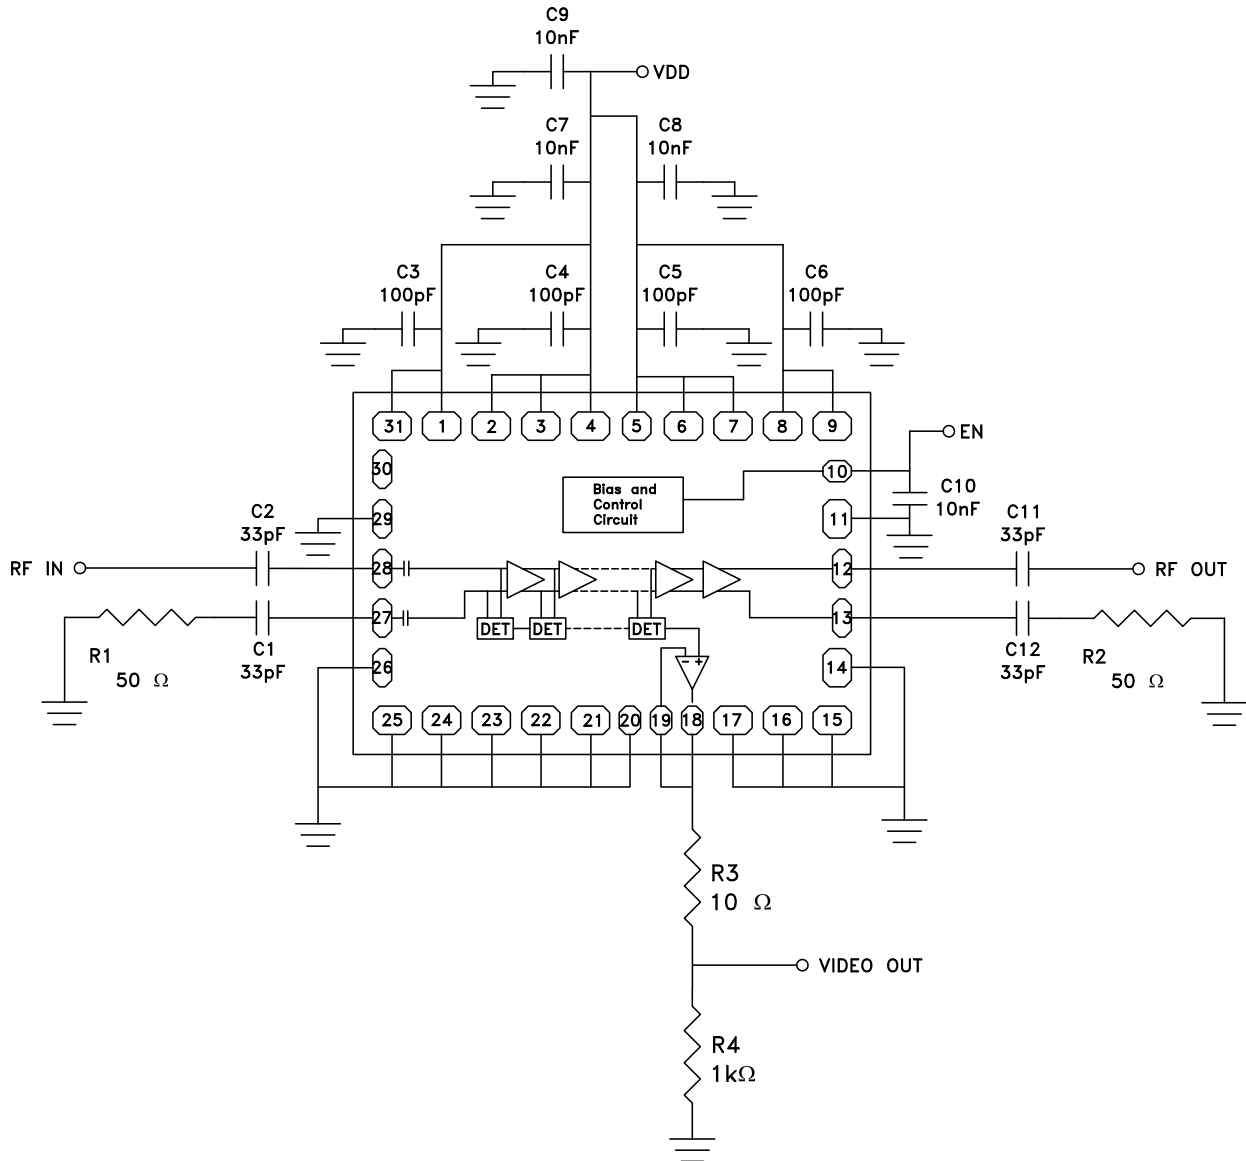 C9
10nF
VDD
C7
10nF
C8
10nF
C3
100pF
C4
100pF
C5
100pF
C6
100pF
31 1 2 3 4 5 6 7 8 9
EN
30
10
Bias and
Control
Circuit
C10
10nF
C2
33pF
29
11
C11
33pF
RF IN
28
12
RF OUT
27
13
DET DET DET
R1
50 Ω
C1
33pF
26
- +
14
C12
33pF
R2
50 Ω
25 24 23 22 21 20 19 18 17 16 15
R3
10 Ω
VIDEO OUT
R4
1kΩ